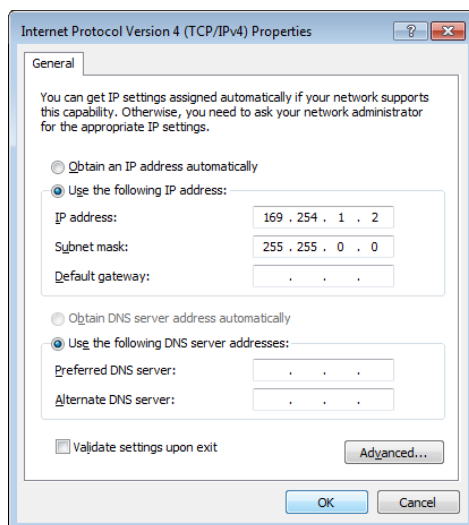 Internet Protocol Version 4 (TCP/IPv4) Properties
General
You can get IP settings assigned automatically if your network supports
this capability. Otherwise, you need to ask your network administrator
for the appropriate IP settings.
Obtain an IP address automatically
Use the following IP address:
IP address: 169 . 254 . 1 . 2
Subnet mask: 255 . 255 . 0 . 0
Default gateway: . . .
Obtain DNS server address automatically
Use the following DNS server addresses:
Preferred DNS server: . . .
Alternate DNS server: . . .
Validate settings upon exit
Advanced...
OK Cancel